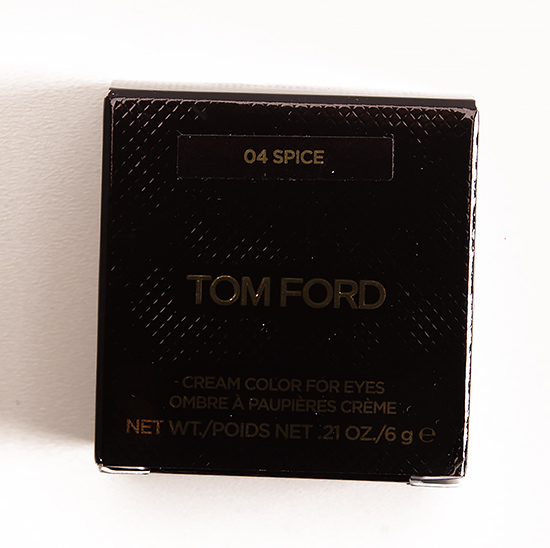 04 SPICE
TOM FORD
CREAM COLOR FOR EYES
OMBRE À PAUPIÈRES CRÈME
NET WT./POIDS NET .21 OZ./6 g ℮